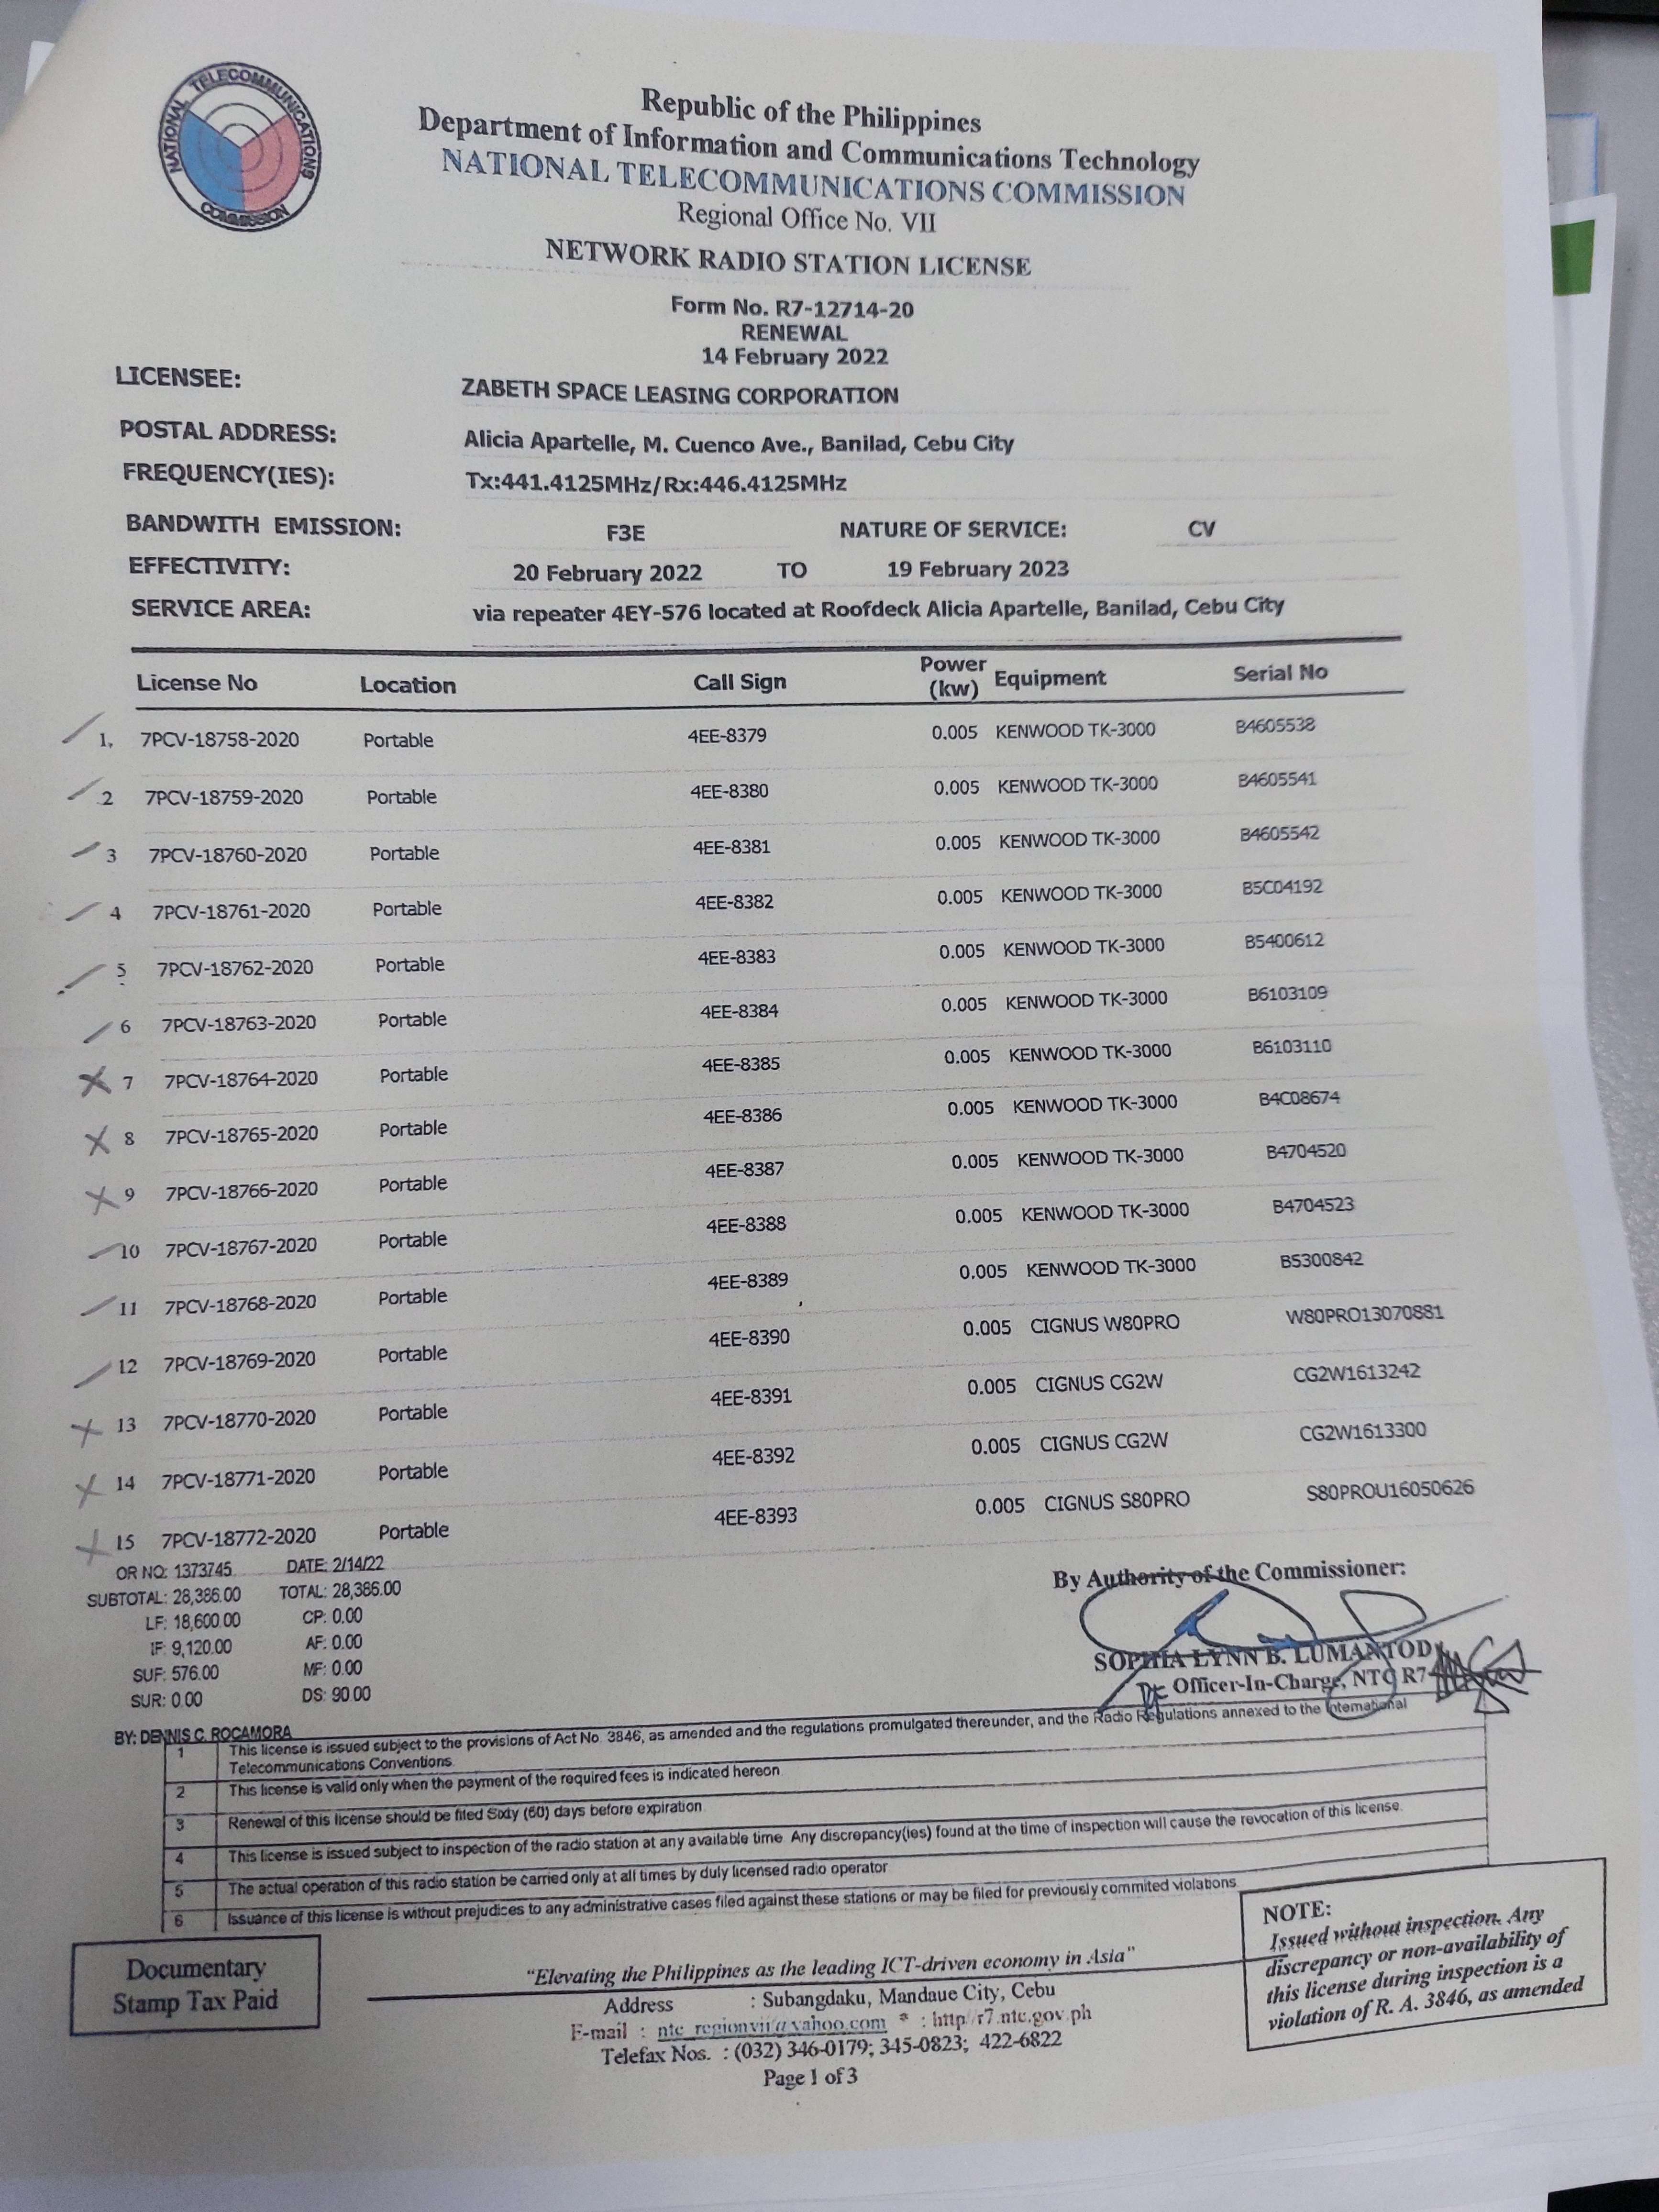 NATIONAL TELECOMMUNICATIONS COMMISSION
Republic of the Philippines
Department of Information and Communications Technology
NATIONAL TELECOMMUNICATIONS COMMISSION
Regional Office No. VII
NETWORK RADIO STATION LICENSE
Form No. R7-12714-20
RENEWAL
14 February 2022
LICENSEE: ZABETH SPACE LEASING CORPORATION
POSTAL ADDRESS: Alicia Apartelle, M. Cuenco Ave., Banilad, Cebu City
FREQUENCY(IES): Tx:441.4125MHz/Rx:446.4125MHz
BANDWITH EMISSION: F3E NATURE OF SERVICE: CV
EFFECTIVITY: 20 February 2022 TO 19 February 2023
SERVICE AREA: via repeater 4EY-576 located at Roofdeck Alicia Apartelle, Banilad, Cebu City
License No Location Call Sign Power (kw) Equipment Serial No
1. 7PCV-18758-2020 Portable 4EE-8379 0.005 KENWOOD TK-3000 B4605538
2 7PCV-18759-2020 Portable 4EE-8380 0.005 KENWOOD TK-3000 B4605541
3 7PCV-18760-2020 Portable 4EE-8381 0.005 KENWOOD TK-3000 B4605542
4 7PCV-18761-2020 Portable 4EE-8382 0.005 KENWOOD TK-3000 B5C04192
5 7PCV-18762-2020 Portable 4EE-8383 0.005 KENWOOD TK-3000 B5400612
6 7PCV-18763-2020 Portable 4EE-8384 0.005 KENWOOD TK-3000 B6103109
7 7PCV-18764-2020 Portable 4EE-8385 0.005 KENWOOD TK-3000 B6103110
8 7PCV-18765-2020 Portable 4EE-8386 0.005 KENWOOD TK-3000 B4C08674
9 7PCV-18766-2020 Portable 4EE-8387 0.005 KENWOOD TK-3000 B4704520
10 7PCV-18767-2020 Portable 4EE-8388 0.005 KENWOOD TK-3000 B4704523
11 7PCV-18768-2020 Portable 4EE-8389 0.005 KENWOOD TK-3000 B5300842
12 7PCV-18769-2020 Portable 4EE-8390 0.005 CIGNUS W80PRO W80PRO13070881
13 7PCV-18770-2020 Portable 4EE-8391 0.005 CIGNUS CG2W CG2W1613242
14 7PCV-18771-2020 Portable 4EE-8392 0.005 CIGNUS CG2W CG2W1613300
15 7PCV-18772-2020 Portable 4EE-8393 0.005 CIGNUS S80PRO S80PROU16050626
OR NO: 1373745 DATE: 2/14/22
SUBTOTAL: 28,386.00 TOTAL: 28,386.00
LF: 18,600.00 CP: 0.00
IF: 9,120.00 AF: 0.00
SUF: 576.00 MF: 0.00
SUR: 0.00 DS: 90.00
BY: DENNIS C. ROCAMORA
By Authority of the Commissioner:
SOPHIA LYNN B. LUMANTOD
Officer-In-Charge, NTC R7
1 This license is issued subject to the provisions of Act No. 3846, as amended and the regulations promulgated thereunder, and the Radio Regulations annexed to the International
Telecommunications Conventions.
2 This license is valid only when the payment of the required fees is indicated hereon.
3 Renewal of this license should be filed Sixty (60) days before expiration.
4 This license is issued subject to inspection of the radio station at any available time. Any discrepancy(ies) found at the time of inspection will cause the revocation of this license.
5 The actual operation of this radio station be carried only at all times by duly licensed radio operator
6 Issuance of this license is without prejudices to any administrative cases filed against these stations or may be filed for previously commited violations.
Documentary
Stamp Tax Paid
"Elevating the Philippines as the leading ICT-driven economy in Asia"
Address : Subangdaku, Mandaue City, Cebu
E-mail : ntc_regionvii@yahoo.com * : http//r7.ntc.gov.ph
Telefax Nos. : (032) 346-0179; 345-0823; 422-6822
Page 1 of 3
NOTE:
Issued without inspection. Any
discrepancy or non-availability of
this license during inspection is a
violation of R. A. 3846, as amended